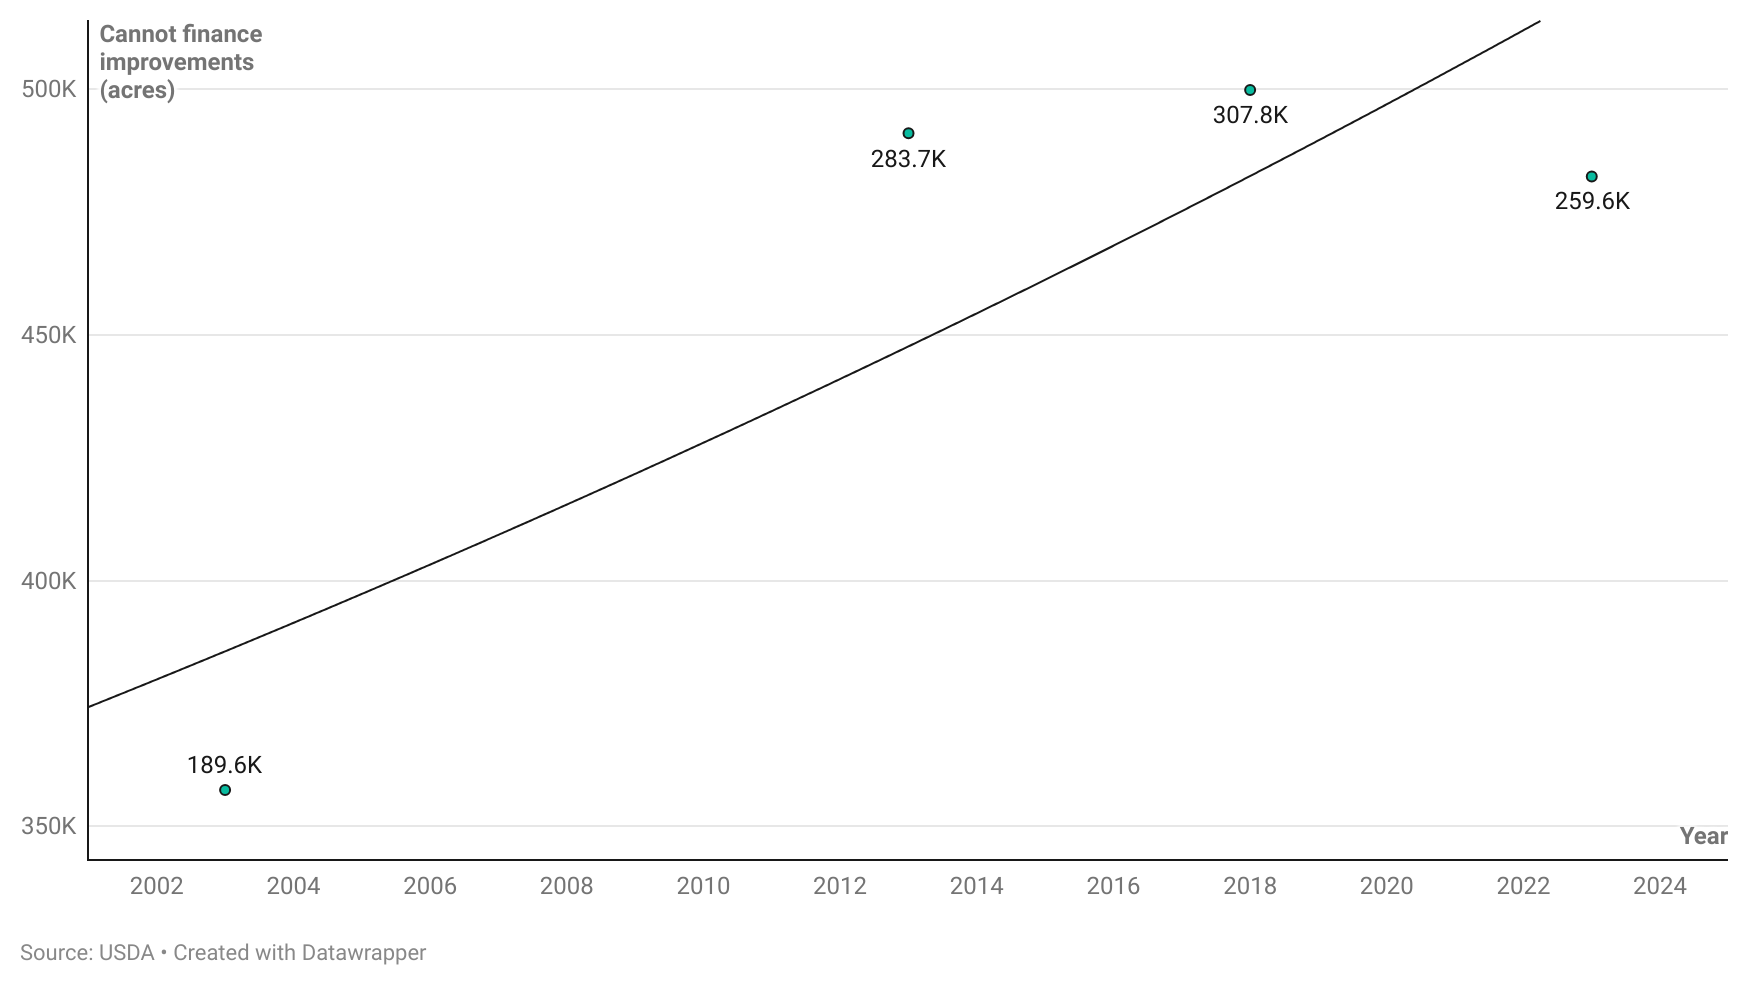 Cannot finance
improvements
(acres)
500K
307.8K
283.7K
259.6K
450K
400K
189.6K
350K
Year
2002 2004 2006 2008 2010 2012 2014 2016 2018 2020 2022 2024
Source: USDA • Created with Datawrapper